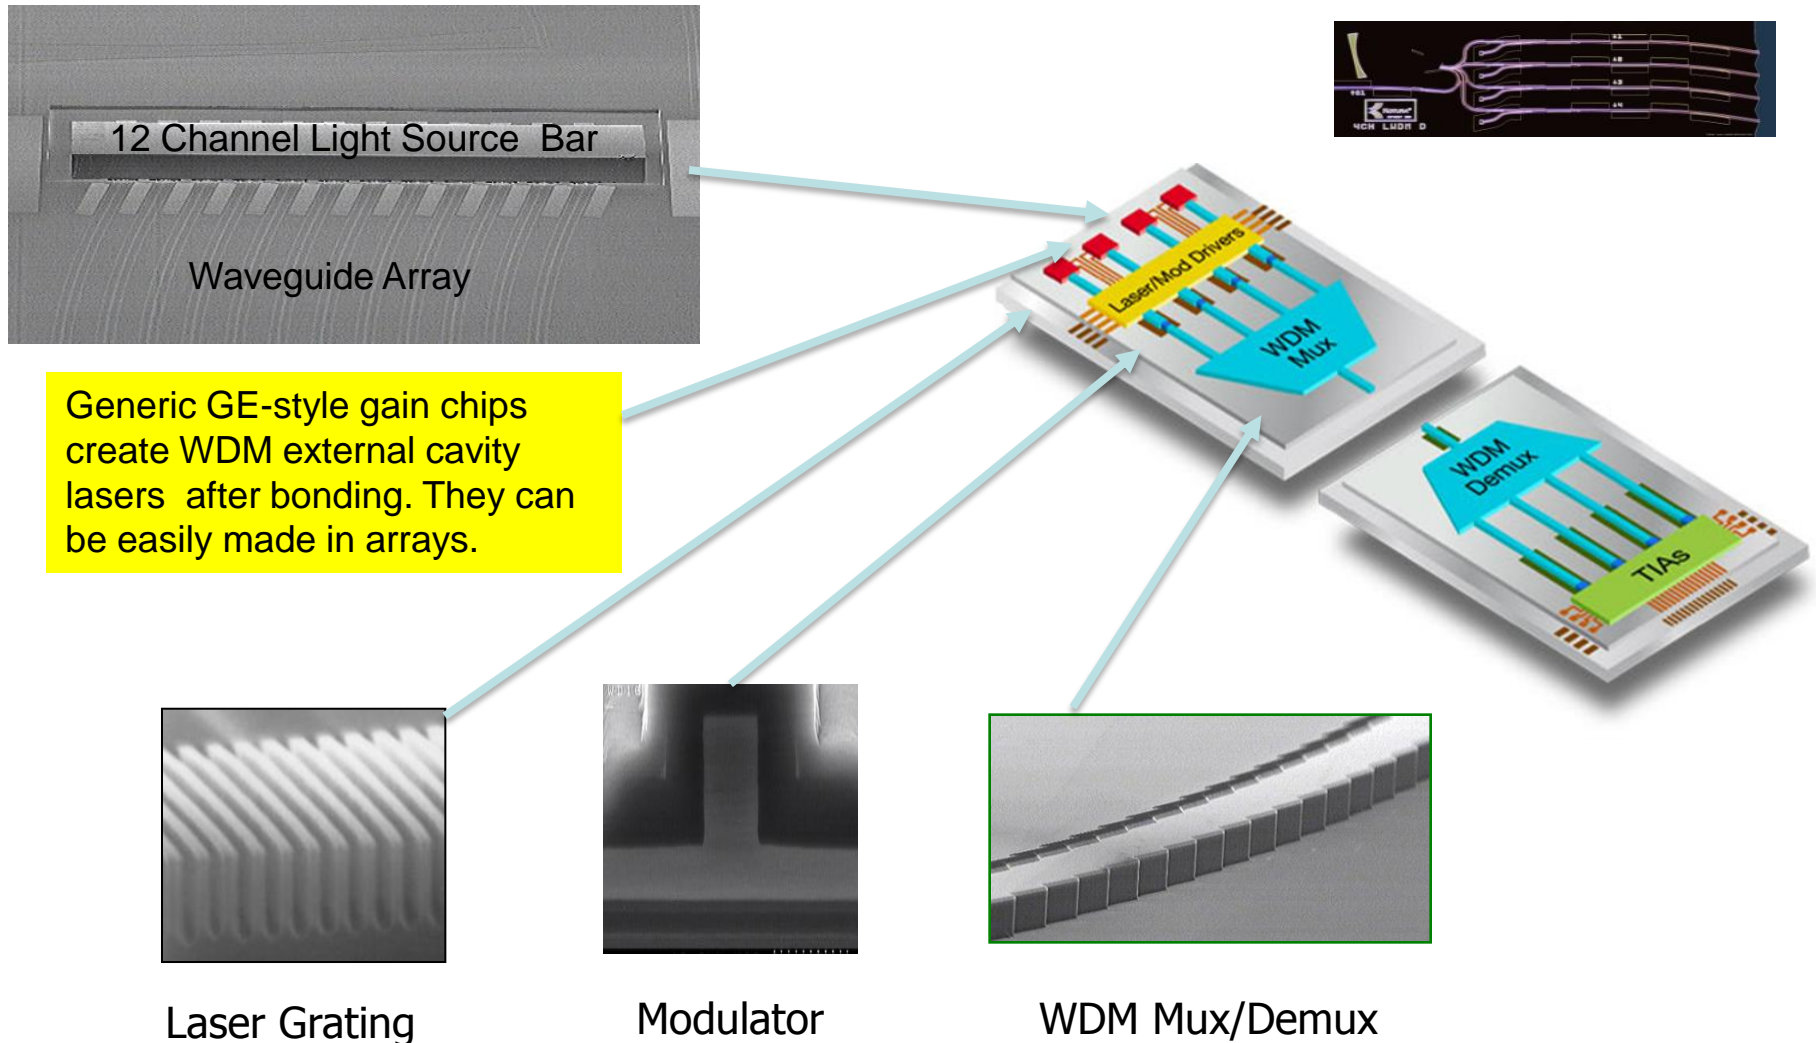 12 Channel Light Source Bar
Waveguide Array
Generic GE-style gain chips
create WDM external cavity
lasers after bonding. They can
be easily made in arrays.
4CH LWDM D
Laser/Mod Drivers
WDM
Mux
WDM
Demux
TIAs
Laser Grating
Modulator
WDM Mux/Demux